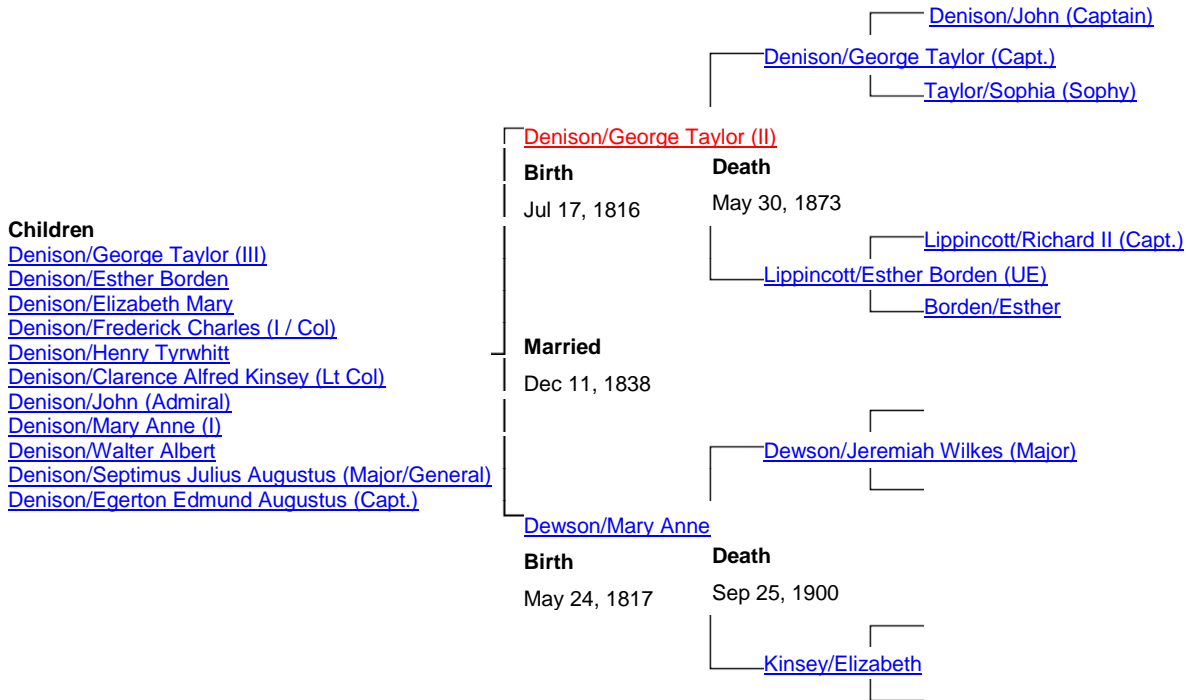 Denison/John (Captain)
Denison/George Taylor (Capt.)
Taylor/Sophia (Sophy)
Denison/George Taylor (II)
Birth
Death
Jul 17, 1816
May 30, 1873
Children
Denison/George Taylor (III)
Denison/Esther Borden
Denison/Elizabeth Mary
Denison/Frederick Charles (I / Col)
Denison/Henry Tyrwhitt
Denison/Clarence Alfred Kinsey (Lt Col)
Denison/John (Admiral)
Denison/Mary Anne (I)
Denison/Walter Albert
Denison/Septimus Julius Augustus (Major/General)
Denison/Egerton Edmund Augustus (Capt.)
Lippincott/Richard II (Capt.)
Lippincott/Esther Borden (UE)
Borden/Esther
Married
Dec 11, 1838
Dewson/Jeremiah Wilkes (Major)
Dewson/Mary Anne
Birth
Death
May 24, 1817
Sep 25, 1900
Kinsey/Elizabeth